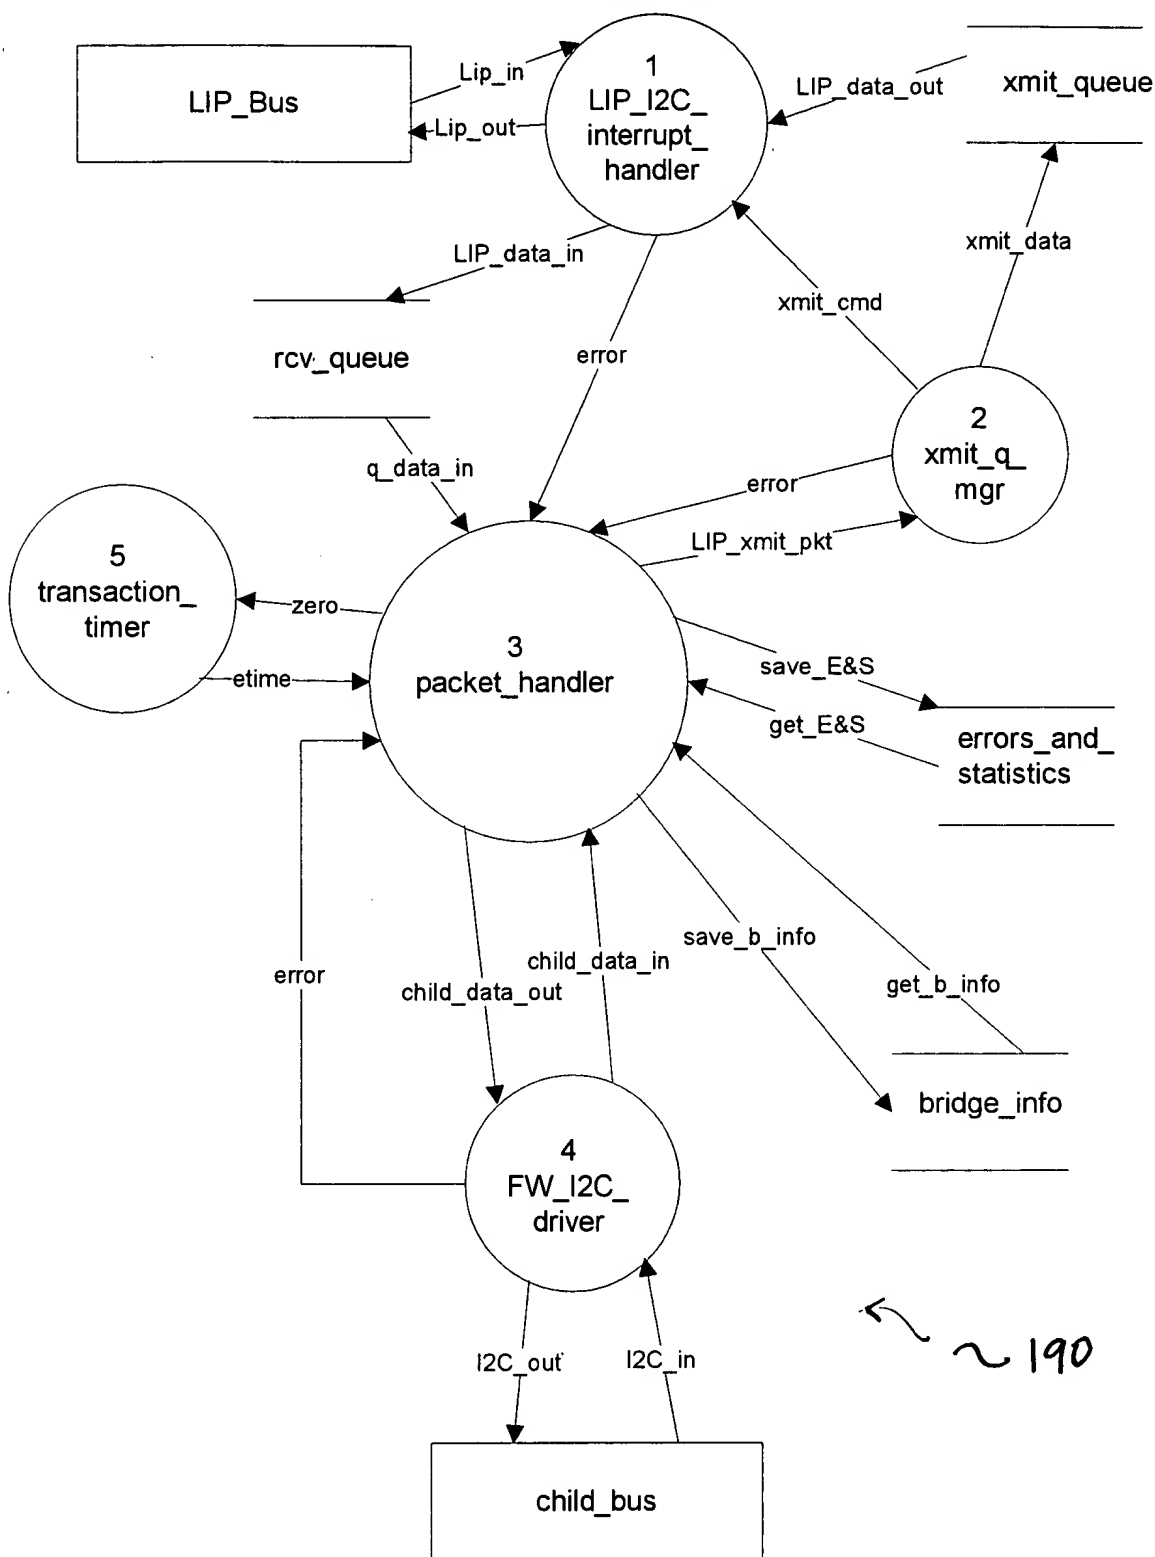 LIP_Bus
Lip_in
Lip_out
1
LIP_I2C_
interrupt_
handler
LIP_data_out
xmit_queue
xmit_data
LIP_data_in
xmit_cmd
rcv_queue
error
q_data_in
2
xmit_q_
mgr
error
LIP_xmit_pkt
5
transaction_
timer
zero
etime
3
packet_handler
save_E&S
get_E&S
errors_and_
statistics
error
child_data_out
child_data_in
save_b_info
get_b_info
bridge_info
4
FW_I2C_
driver
I2C_out
I2C_in
~ 190
child_bus